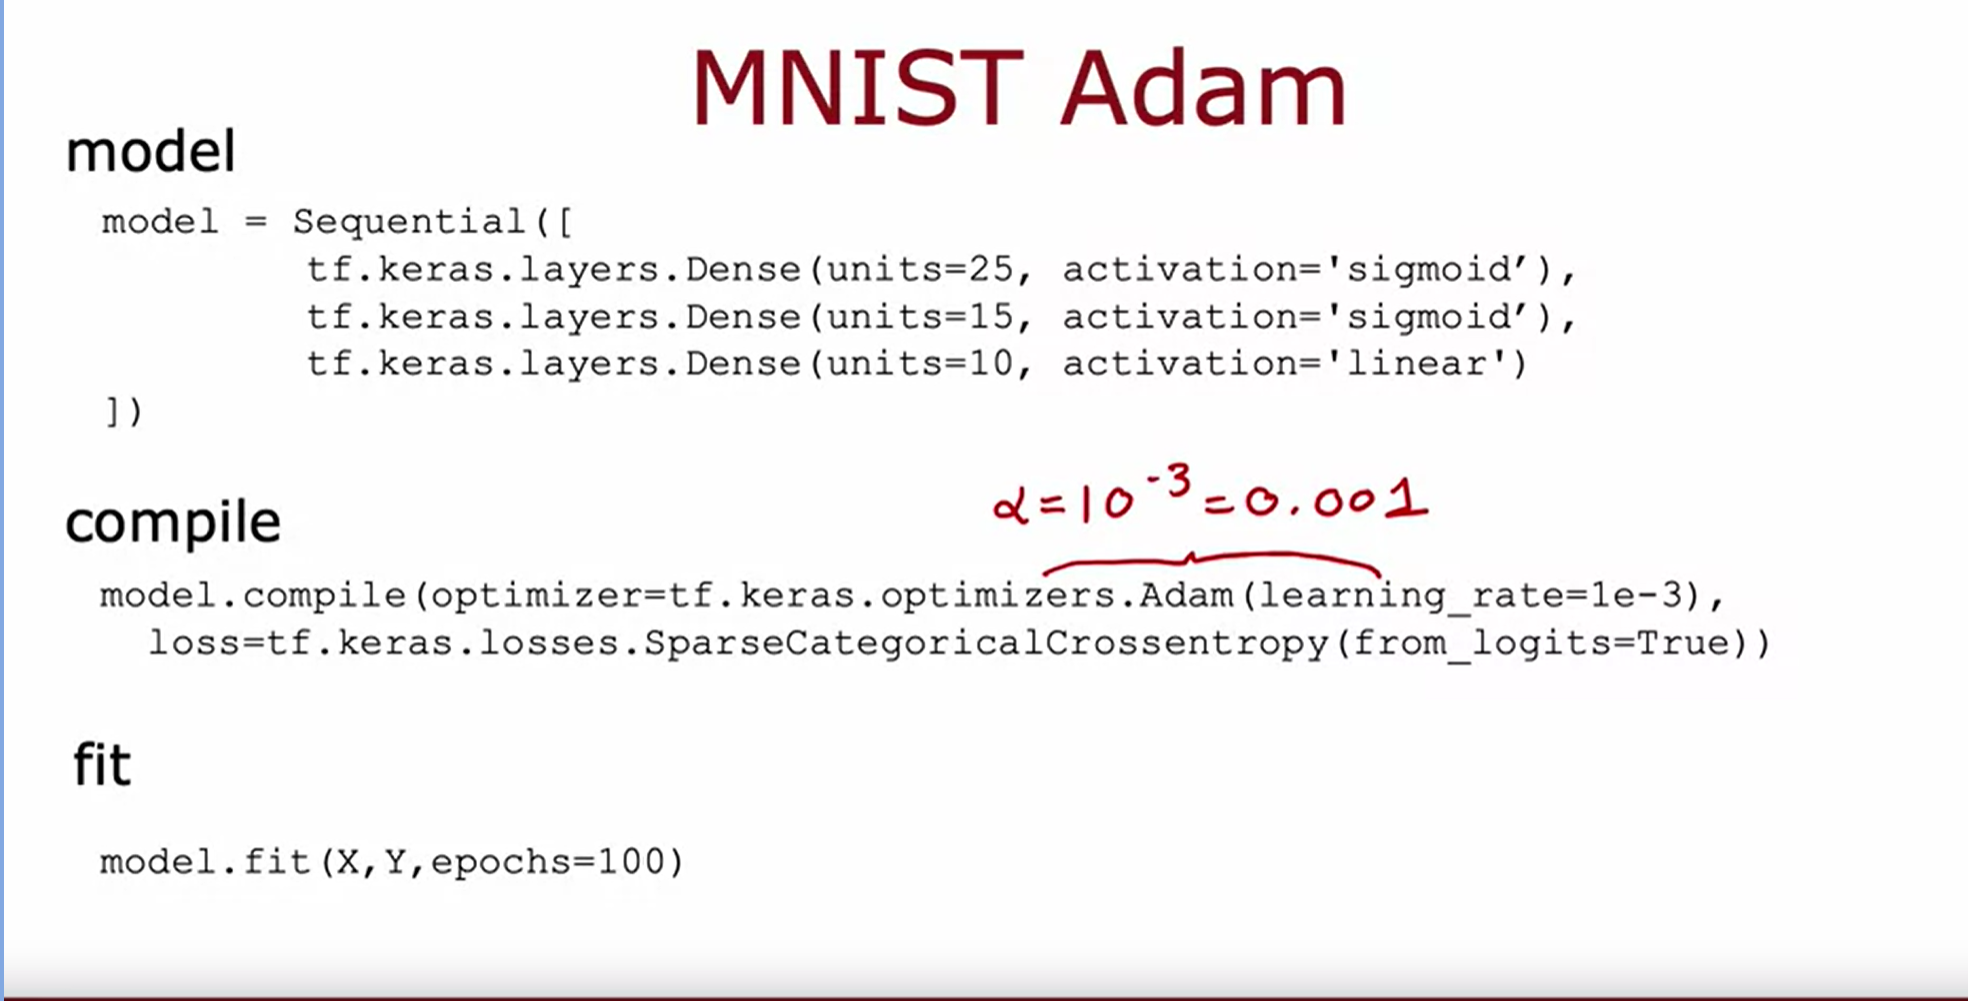 MNIST Adam
model
model = Sequential([
tf.keras.layers.Dense(units=25, activation='sigmoid’),
tf.keras.layers.Dense(units=15, activation='sigmoid’),
tf.keras.layers.Dense(units=10, activation='linear')
])
α=10⁻³=0.001
compile
model.compile(optimizer=tf.keras.optimizers.Adam(learning_rate=1e-3),
loss=tf.keras.losses.SparseCategoricalCrossentropy(from_logits=True))
fit
model.fit(X,Y,epochs=100)